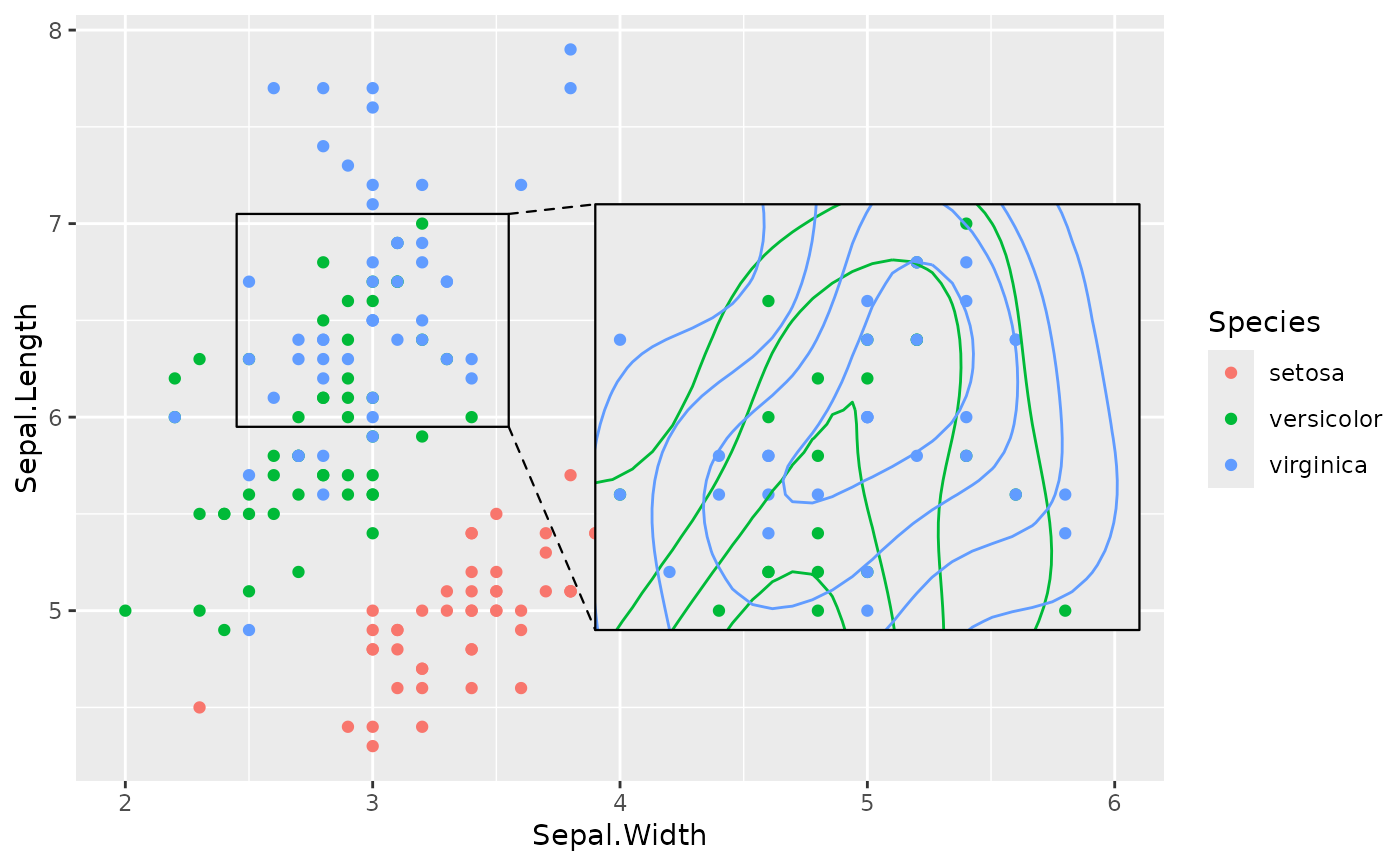 8
7
6
5
2 3 4 5 6
Sepal.Width
Sepal.Length
Species
setosa
versicolor
virginica